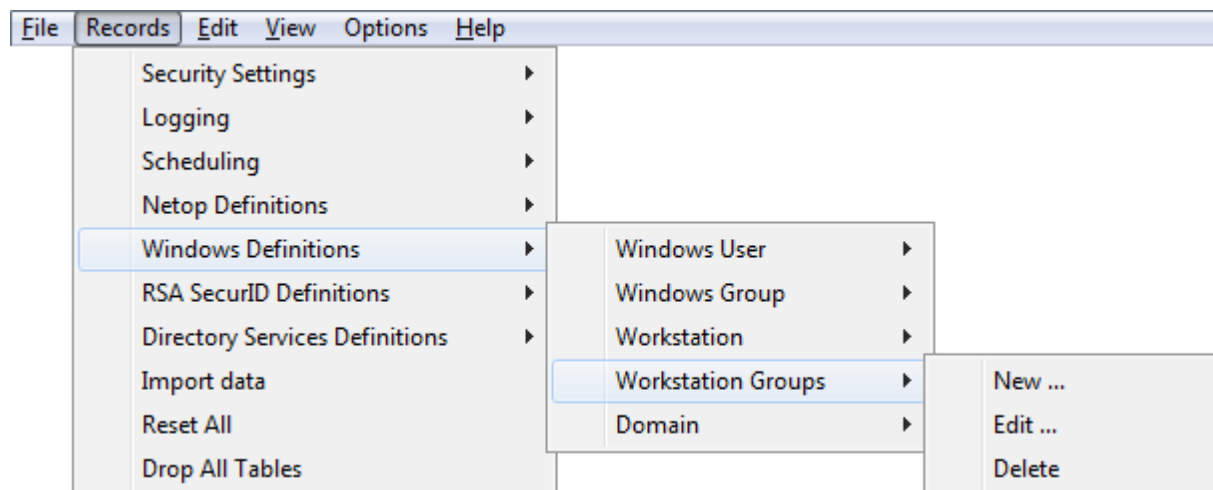 File Records Edit View Options Help
Security Settings
Logging
Scheduling
Netop Definitions
Windows Definitions
RSA SecurID Definitions
Directory Services Definitions
Import data
Reset All
Drop All Tables
Windows User
Windows Group
Workstation
Workstation Groups
Domain
New ...
Edit ...
Delete